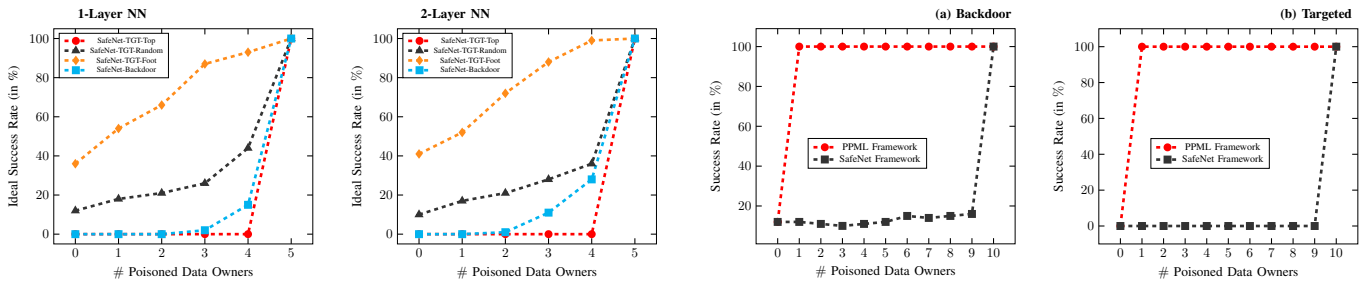 1-Layer NN
Ideal Success Rate (in %)
100
80
60
40
20
0
SafeNet-TGT-Top
SafeNet-TGT-Random
SafeNet-TGT-Foot
SafeNet-Backdoor
0 1 2 3 4 5
# Poisoned Data Owners
2-Layer NN
Ideal Success Rate (in %)
100
80
60
40
20
0
SafeNet-TGT-Top
SafeNet-TGT-Random
SafeNet-TGT-Foot
SafeNet-Backdoor
0 1 2 3 4 5
# Poisoned Data Owners
(a) Backdoor
Success Rate (in %)
100
80
60
40
20
PPML Framework
SafeNet Framework
0 1 2 3 4 5 6 7 8 9 10
# Poisoned Data Owners
(b) Targeted
Success Rate (in %)
100
80
60
40
20
0
PPML Framework
SafeNet Framework
0 1 2 3 4 5 6 7 8 9 10
# Poisoned Data Owners